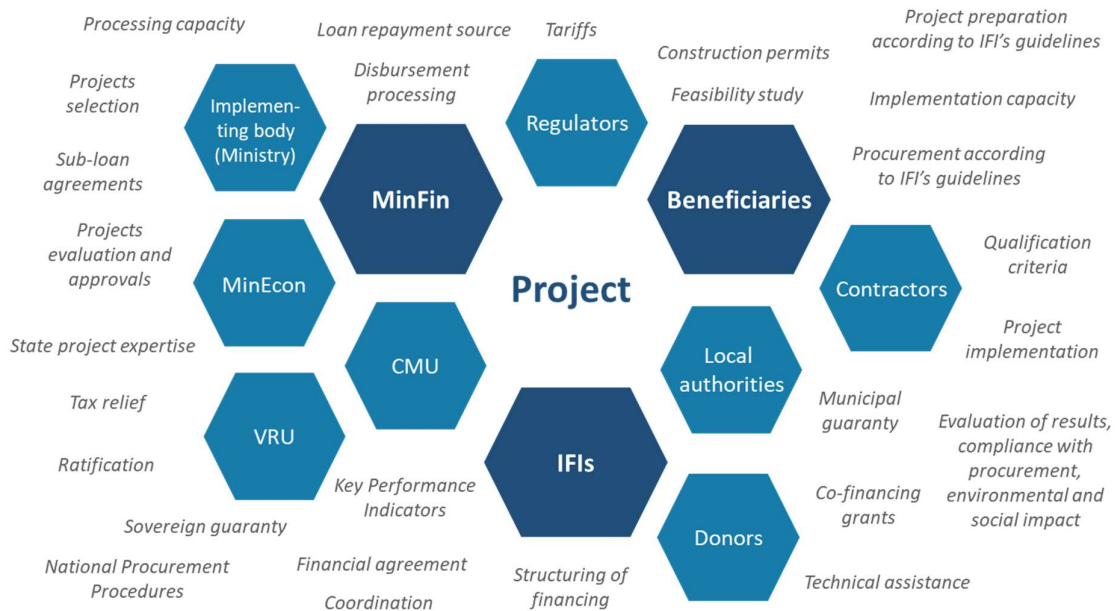 Processing capacity
Loan repayment source
Tariffs
Project preparation
according to IFI's guidelines
Construction permits
Disbursement
processing
Projects
selection
Implemen-
ting body
(Ministry)
Regulators
Feasibility study
Implementation capacity
Sub-loan
agreements
MinFin
Beneficiaries
Procurement according
to IFI's guidelines
Projects
evaluation and
approvals
MinEcon
Project
Contractors
Qualification
criteria
State project expertise
CMU
Local
authorities
Project
implementation
Tax relief
VRU
Municipal
guaranty
Evaluation of results,
compliance with
procurement,
environmental and
social impact
Ratification
IFIs
Key Performance
Indicators
Co-financing
grants
Sovereign guaranty
Donors
National Procurement
Procedures
Financial agreement
Coordination
Structuring of
financing
Technical assistance